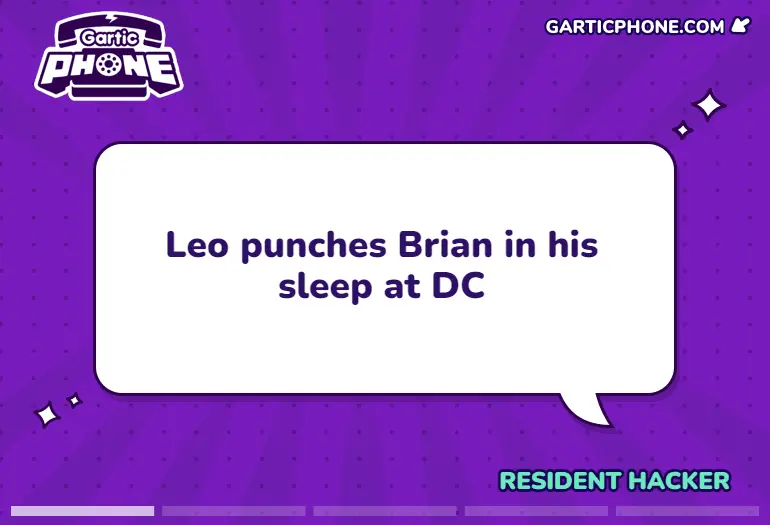 Gartic
PHONE
GARTICPHONE.COM
Leo punches Brian in his
sleep at DC
RESIDENT HACKER